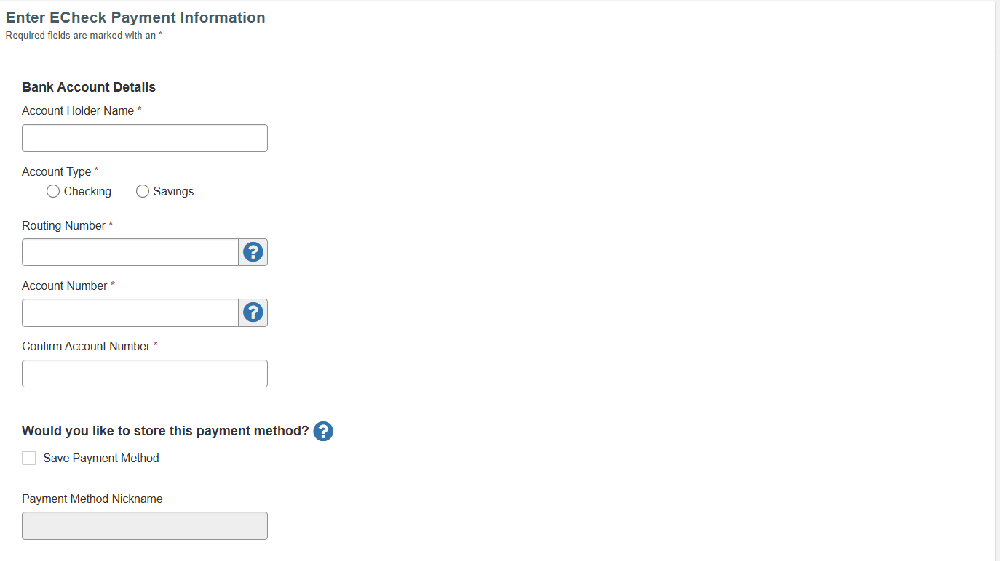 Enter ECheck Payment Information
Required fields are marked with an *
Bank Account Details
Account Holder Name *
Account Type *
Checking Savings
Routing Number *
?
Account Number *
?
Confirm Account Number *
Would you like to store this payment method? ?
Save Payment Method
Payment Method Nickname